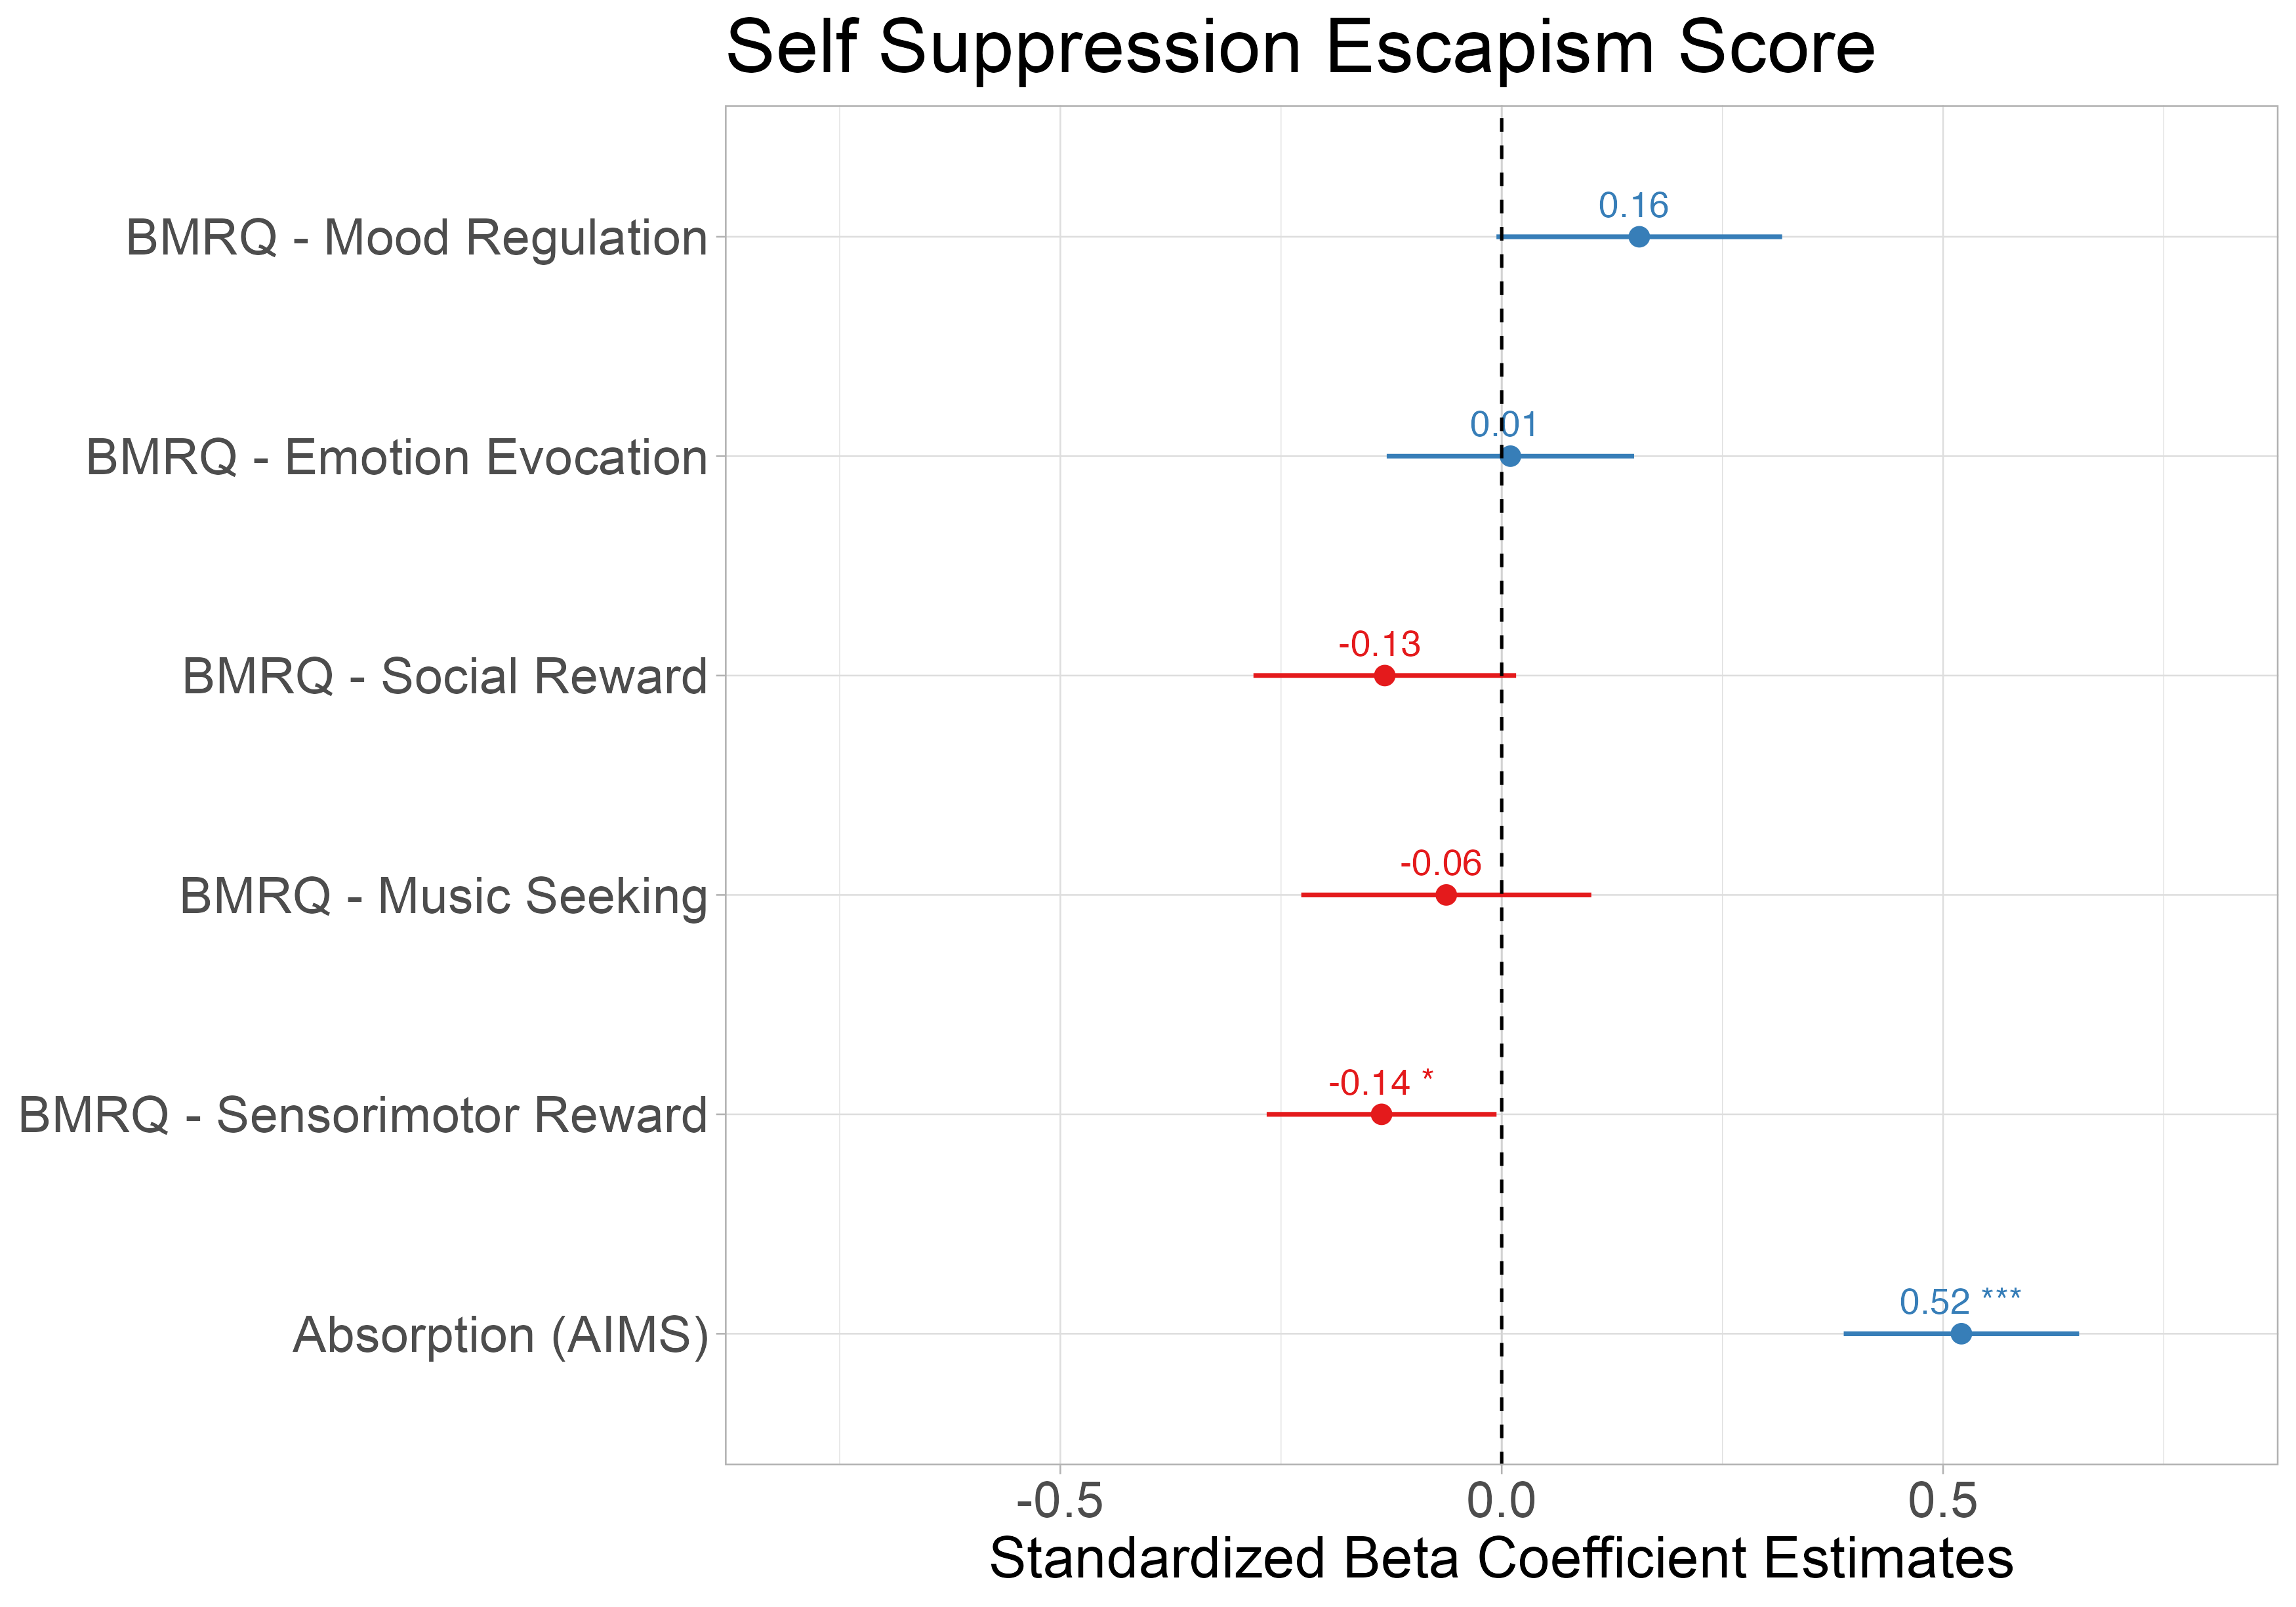 Self Suppression Escapism Score
BMRQ - Mood Regulation
0.16
BMRQ - Emotion Evocation
0.01
BMRQ - Social Reward
-0.13
BMRQ - Music Seeking
-0.06
BMRQ - Sensorimotor Reward
-0.14 *
Absorption (AIMS)
0.52 ***
-0.5 0.0 0.5
Standardized Beta Coefficient Estimates